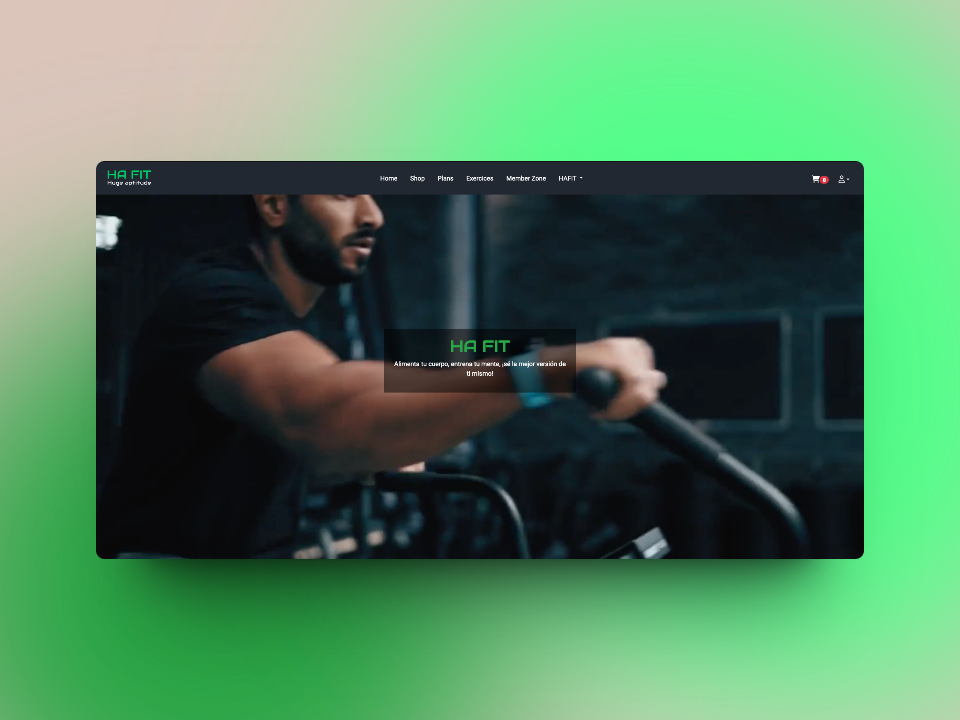 HA FIT
Huge aptitude
Home Shop Plans Exercices Member Zone HAFIT
0
HA FIT
Alimenta tu cuerpo, entrena tu mente, ¡sé la mejor versión de
ti mismo!